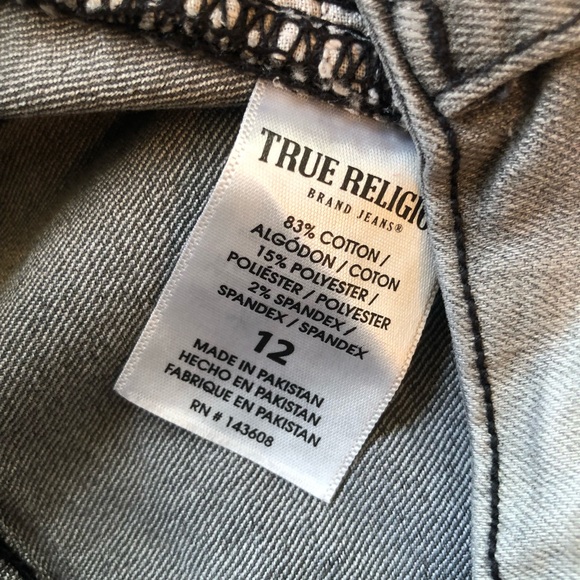 TRUE RELIGIO
BRAND JEANS®
83% COTTON /
ALGÓDON / COTON
15% POLYESTER /
POLIÉSTER / POLYESTER
2% SPANDEX /
SPANDEX / SPANDEX
12
MADE IN PAKISTAN
HECHO EN PAKISTAN
FABRIQUE EN PAKISTAN
RN # 143608